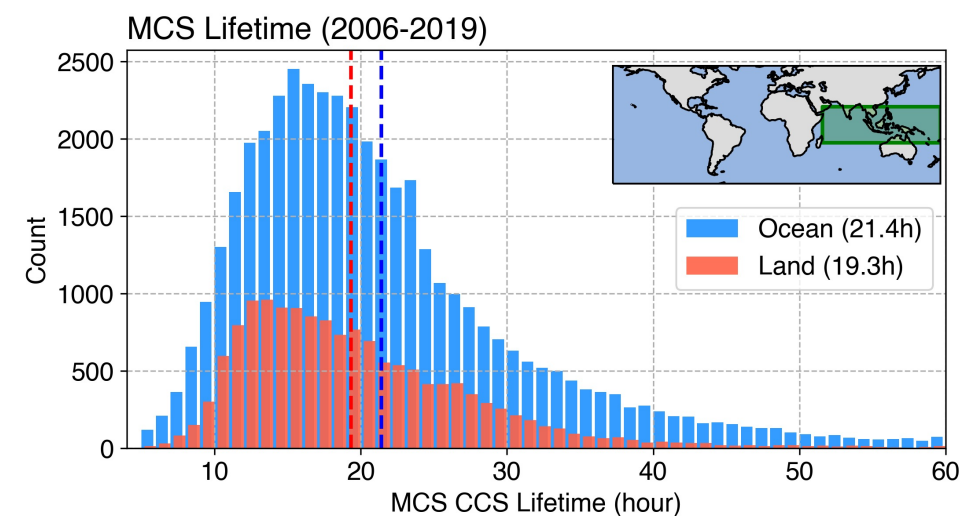 MCS Lifetime (2006-2019)
2500
2000
1500
1000
500
0
Count
Ocean (21.4h)
Land (19.3h)
10 20 30 40 50 60
MCS CCS Lifetime (hour)